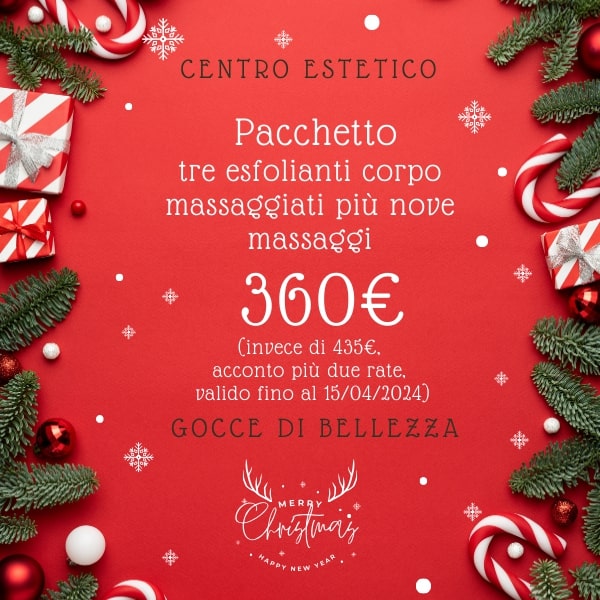 CENTRO ESTETICO
Pacchetto
tre esfolianti corpo
massaggiati più nove
massaggi
360€
(invece di 435€,
acconto più due rate,
valido fino al 15/04/2024)
GOCCE DI BELLEZZA
MERRY
Christmas
HAPPY NEW YEAR